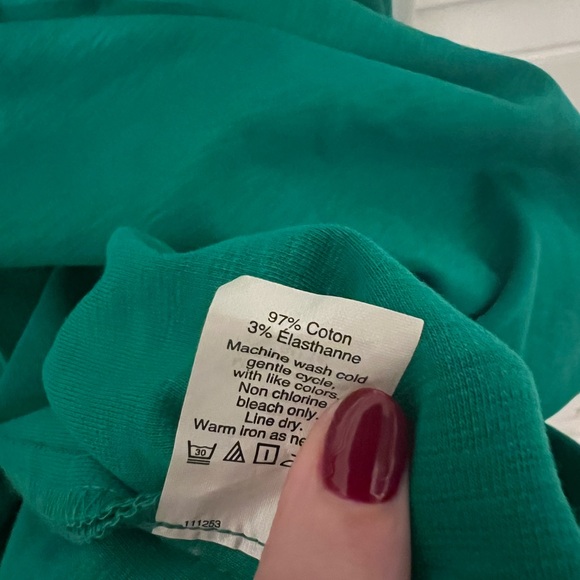 97% Coton
3% Élasthanne
Machine wash cold
gentle cycle,
with like colors.
Non chlorine
bleach only.
Line dry.
Warm iron as
30
111253